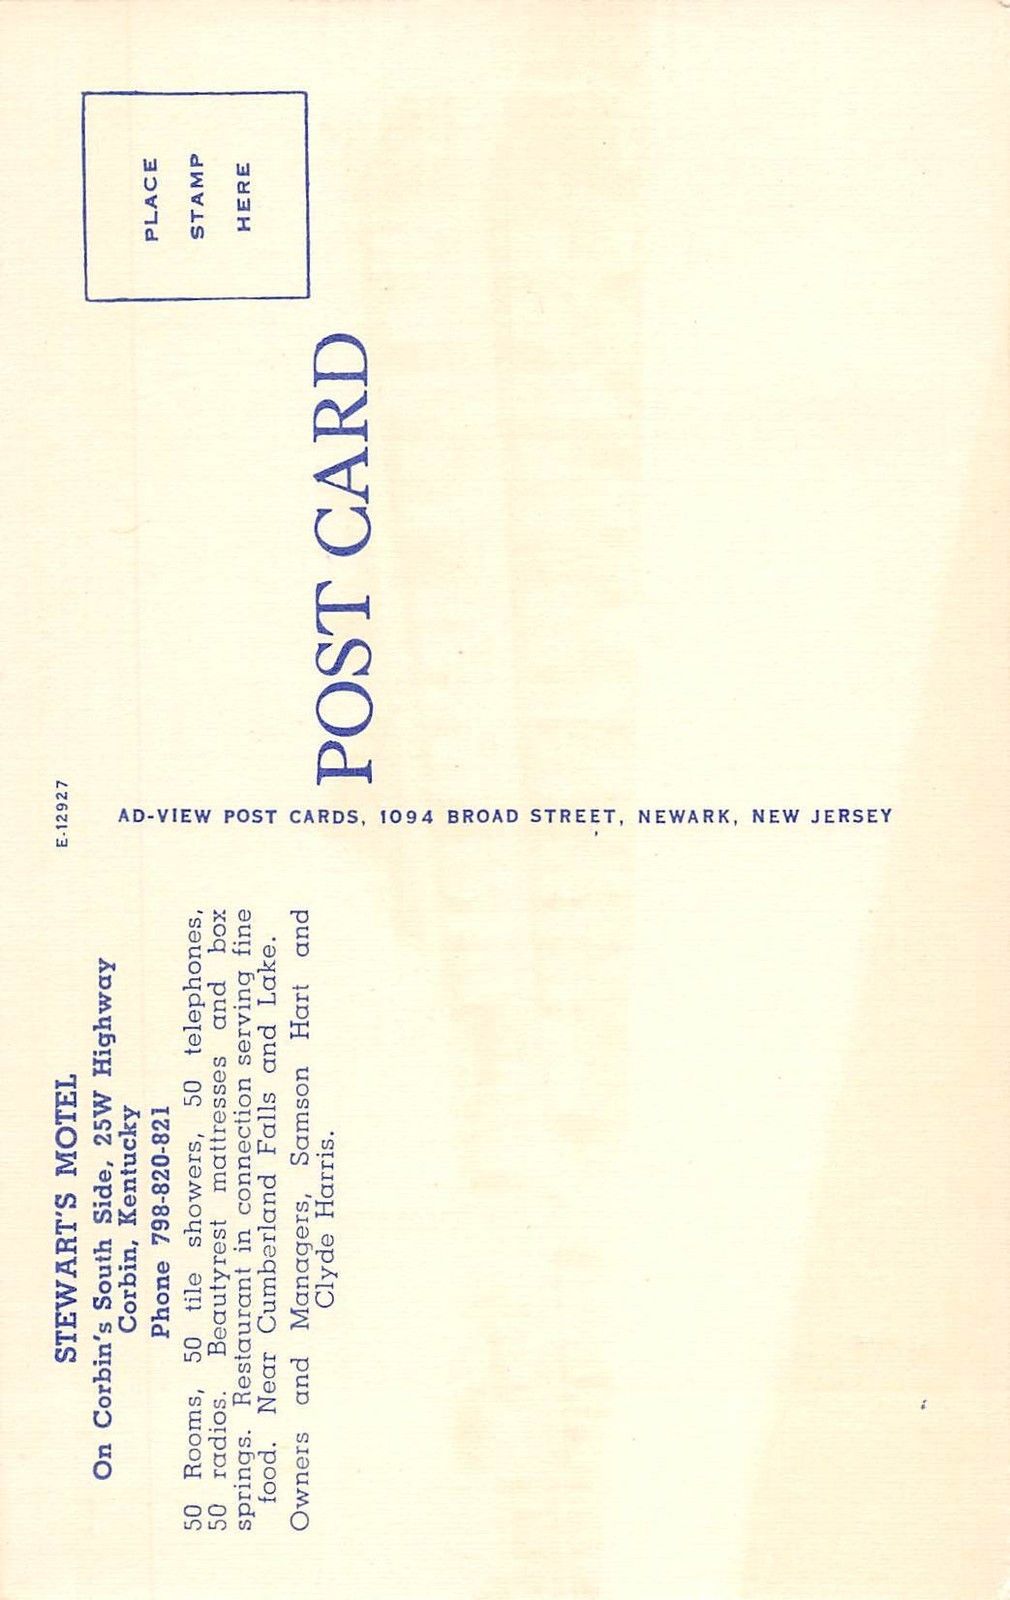 STEWART'S MOTEL
On Corbin's South Side, 25W Highway
Corbin, Kentucky
Phone 798-820-821
50 Rooms, 50 tile showers, 50 telephones,
50 radios. Beautyrest mattresses and box
springs. Restaurant in connection serving fine
food. Near Cumberland Falls and Lake.
Owners and Managers, Samson Hart and
Clyde Harris.
E-12927
AD-VIEW POST CARDS, 1094 BROAD STREET, NEWARK, NEW JERSEY
POST CARD
PLACE
STAMP
HERE